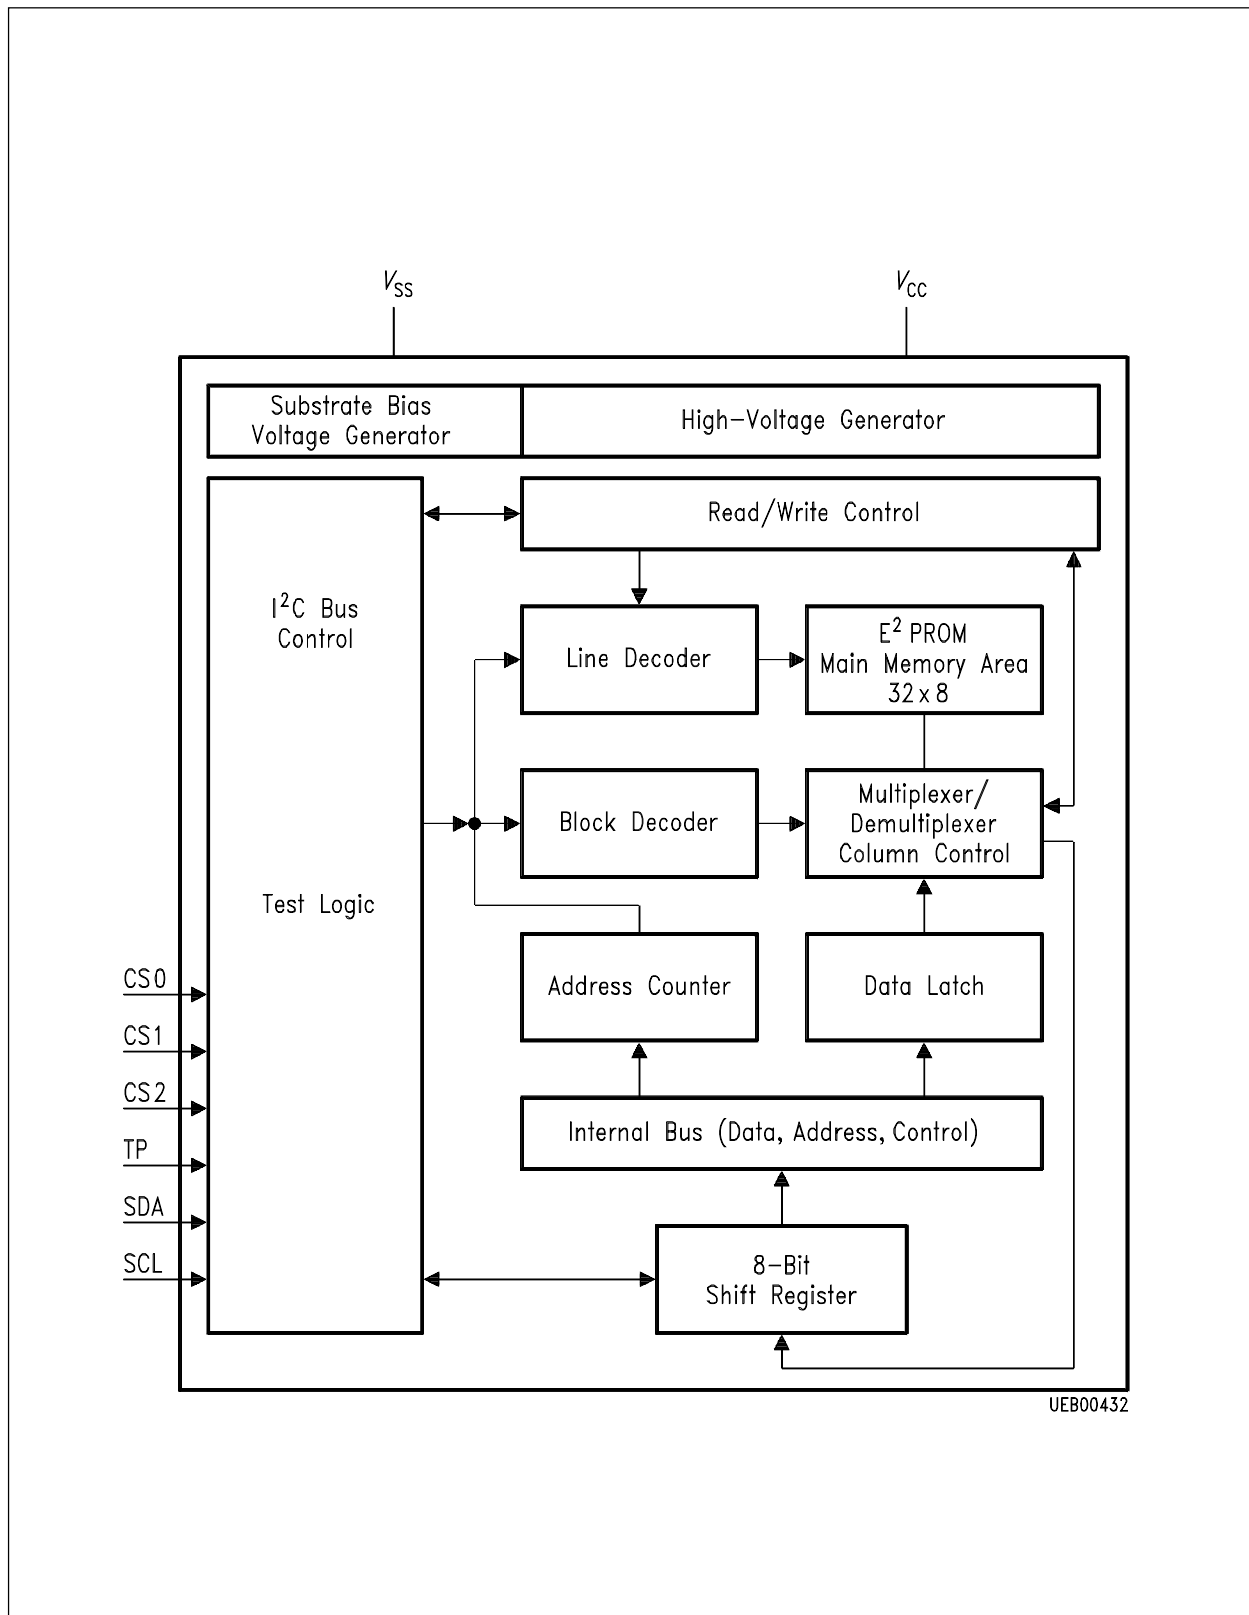 V_SS
V_CC
Substrate Bias
Voltage Generator
High-Voltage Generator
Read/Write Control
I²C Bus
Control
Test Logic
Line Decoder
E² PROM
Main Memory Area
32 x 8
Block Decoder
Multiplexer/
Demultiplexer
Column Control
Address Counter
Data Latch
CS0
CS1
CS2
TP
SDA
SCL
Internal Bus (Data, Address, Control)
8-Bit
Shift Register
UEB00432